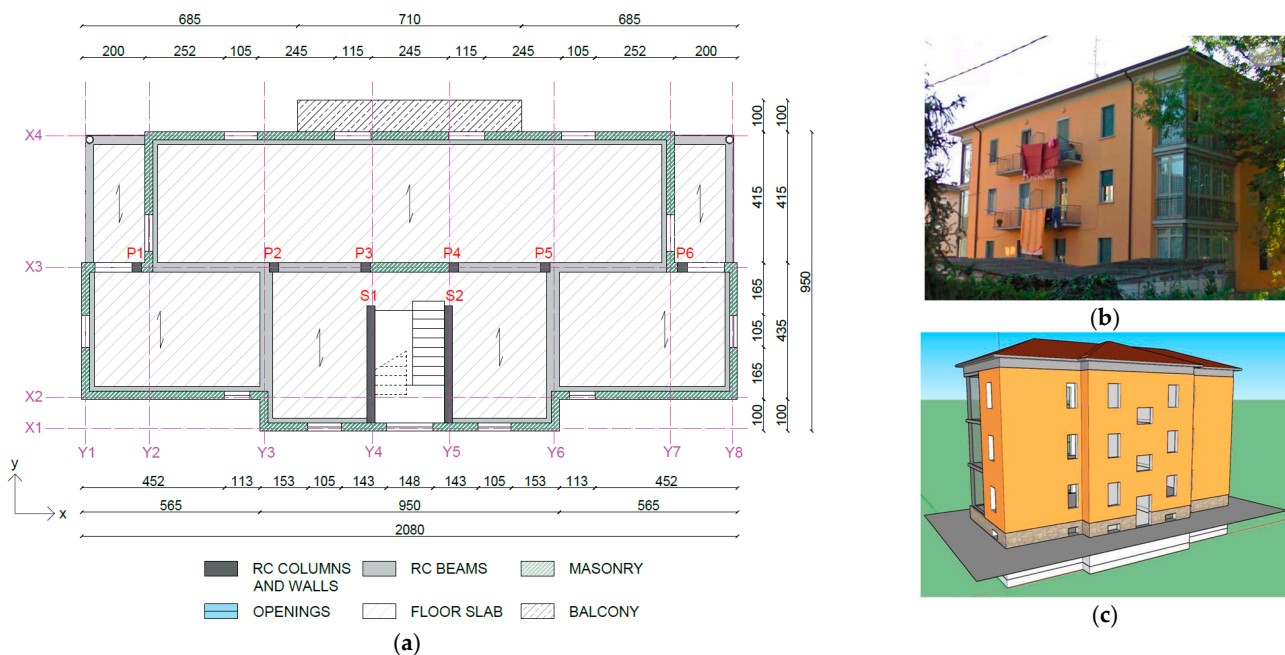 685 710 685
200 252 105 245 115 245 115 245 105 252 200
X4
100 100
P1 P2 P3 P4 P5 P6
415 415
950
X3
S1 S2
165
105 435
165
X2
100 100
X1
Y1 Y2 Y3 Y4 Y5 Y6 Y7 Y8
y
x
452 113 153 105 143 148 143 105 153 113 452
565 950 565
2080
RC COLUMNS AND WALLS
RC BEAMS
MASONRY
OPENINGS
FLOOR SLAB
BALCONY
(a)
(b)
(c)